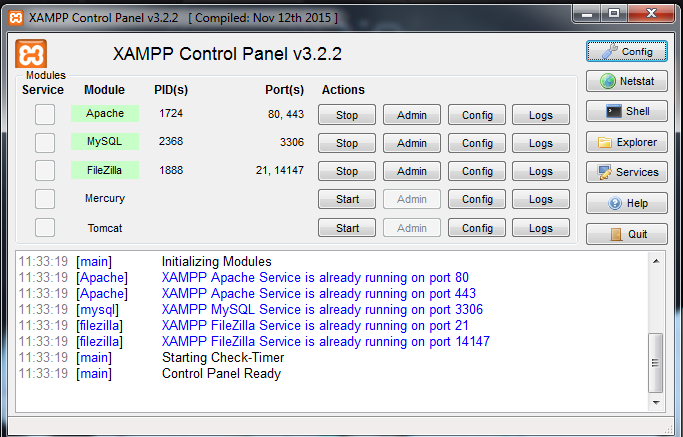 XAMPP Control Panel v3.2.2 [ Compiled: Nov 12th 2015 ]
XAMPP Control Panel v3.2.2
Config
Modules
Service Module PID(s) Port(s) Actions
Netstat
Apache 1724 80, 443 Stop Admin Config Logs
Shell
MySQL 2368 3306 Stop Admin Config Logs
Explorer
FileZilla 1888 21, 14147 Stop Admin Config Logs
Services
Mercury Start Admin Config Logs
Help
Tomcat Start Admin Config Logs
Quit
11:33:19 [main] Initializing Modules
11:33:19 [Apache] XAMPP Apache Service is already running on port 80
11:33:19 [Apache] XAMPP Apache Service is already running on port 443
11:33:19 [mysql] XAMPP MySQL Service is already running on port 3306
11:33:19 [filezilla] XAMPP FileZilla Service is already running on port 21
11:33:19 [filezilla] XAMPP FileZilla Service is already running on port 14147
11:33:19 [main] Starting Check-Timer
11:33:19 [main] Control Panel Ready